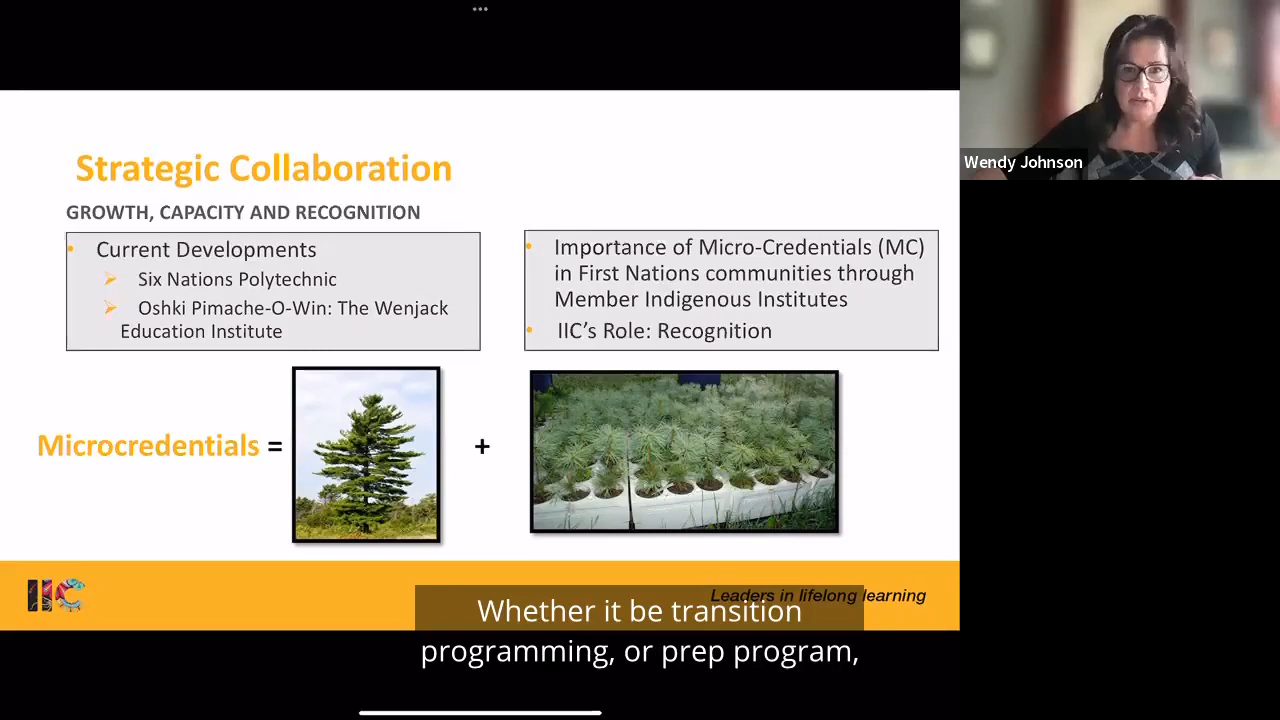 Strategic Collaboration
GROWTH, CAPACITY AND RECOGNITION
• Current Developments
Six Nations Polytechnic
Oshki Pimache-O-Win: The Wenjack
Education Institute
• Importance of Micro-Credentials (MC)
in First Nations communities through
Member Indigenous Institutes
• IIC’s Role: Recognition
Microcredentials = +
IIC
Leaders in lifelong learning
Whether it be transition
programming, or prep program,
Wendy Johnson